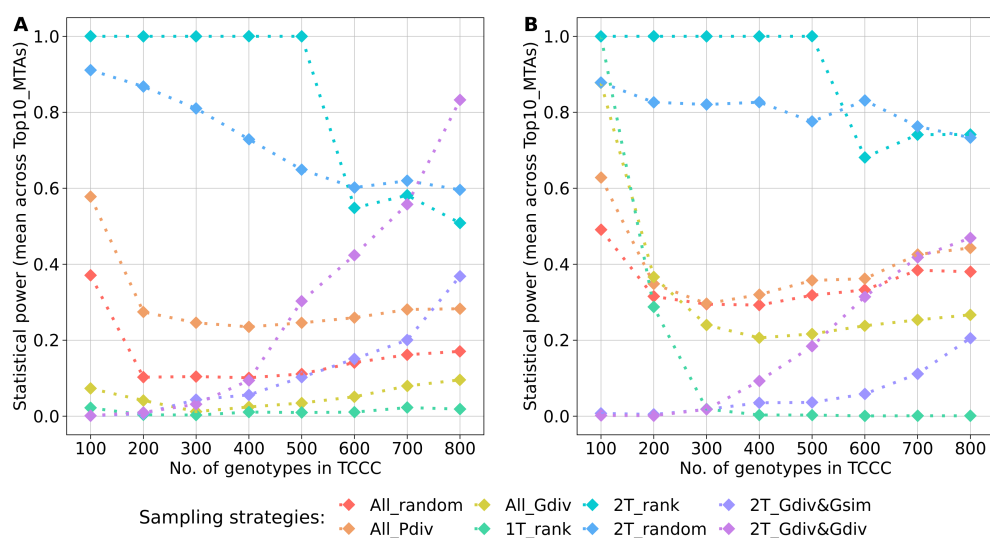 A
B
Statistical power (mean across Top10_MTAs)
1.0
0.8
0.6
0.4
0.2
0.0
100 200 300 400 500 600 700 800
No. of genotypes in TCCC
Statistical power (mean across Top10_MTAs)
1.0
0.8
0.6
0.4
0.2
0.0
100 200 300 400 500 600 700 800
No. of genotypes in TCCC
Sampling strategies:
All_random All_Gdiv 2T_rank 2T_Gdiv&Gsim
All_Pdiv 1T_rank 2T_random 2T_Gdiv&Gdiv